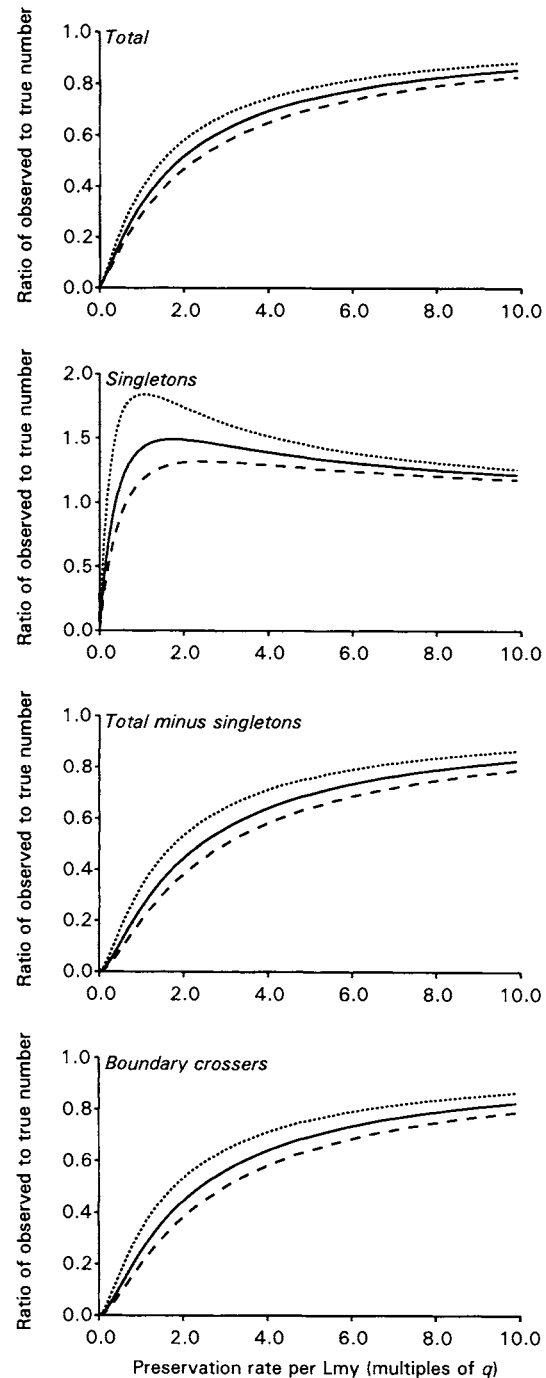 Total
Ratio of observed to true number
1.0
0.8
0.6
0.4
0.2
0.0
0.0 2.0 4.0 6.0 8.0 10.0
Singletons
Ratio of observed to true number
2.0
1.5
1.0
0.5
0.0
0.0 2.0 4.0 6.0 8.0 10.0
Total minus singletons
Ratio of observed to true number
1.0
0.8
0.6
0.4
0.2
0.0
0.0 2.0 4.0 6.0 8.0 10.0
Boundary crossers
Ratio of observed to true number
1.0
0.8
0.6
0.4
0.2
0.0
0.0 2.0 4.0 6.0 8.0 10.0
Preservation rate per Lmy (multiples of q)